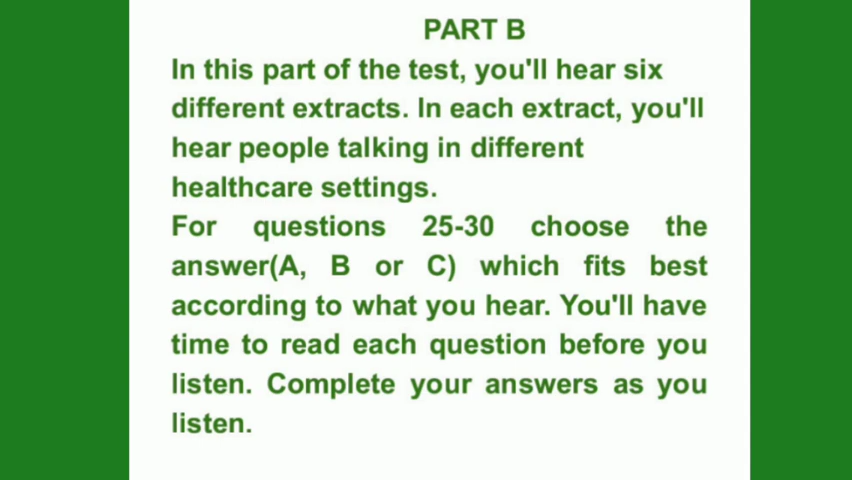 PART B
In this part of the test, you'll hear six
different extracts. In each extract, you'll
hear people talking in different
healthcare settings.
For questions 25-30 choose the
answer(A, B or C) which fits best
according to what you hear. You'll have
time to read each question before you
listen. Complete your answers as you
listen.